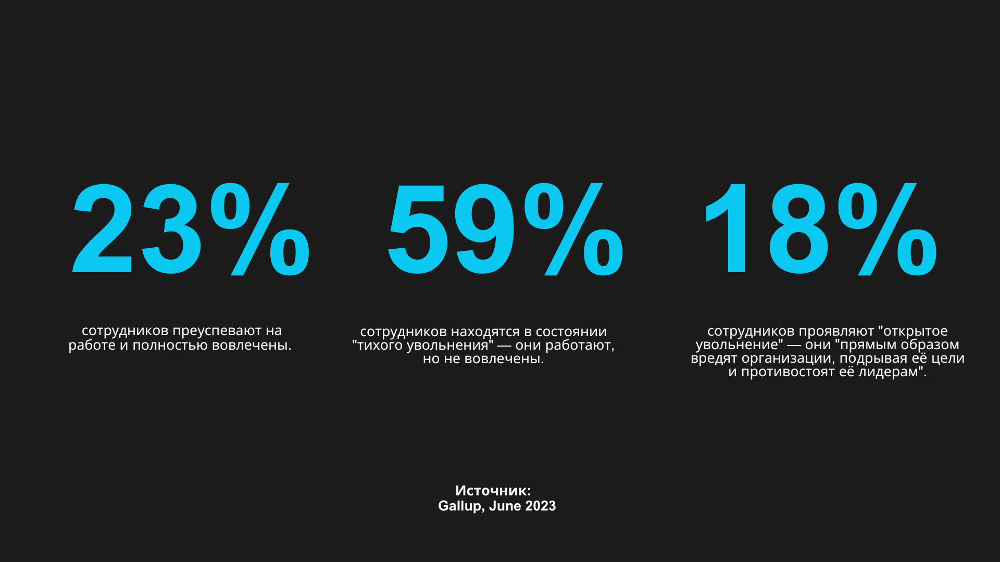 23%
59%
18%
сотрудников преуспевают на
работе и полностью вовлечены.
сотрудников находятся в состоянии
"тихого увольнения" — они работают,
но не вовлечены.
сотрудников проявляют "открытое
увольнение" — они "прямым образом
вредят организации, подрывая её цели
и противостоят её лидерам".
Источник:
Gallup, June 2023